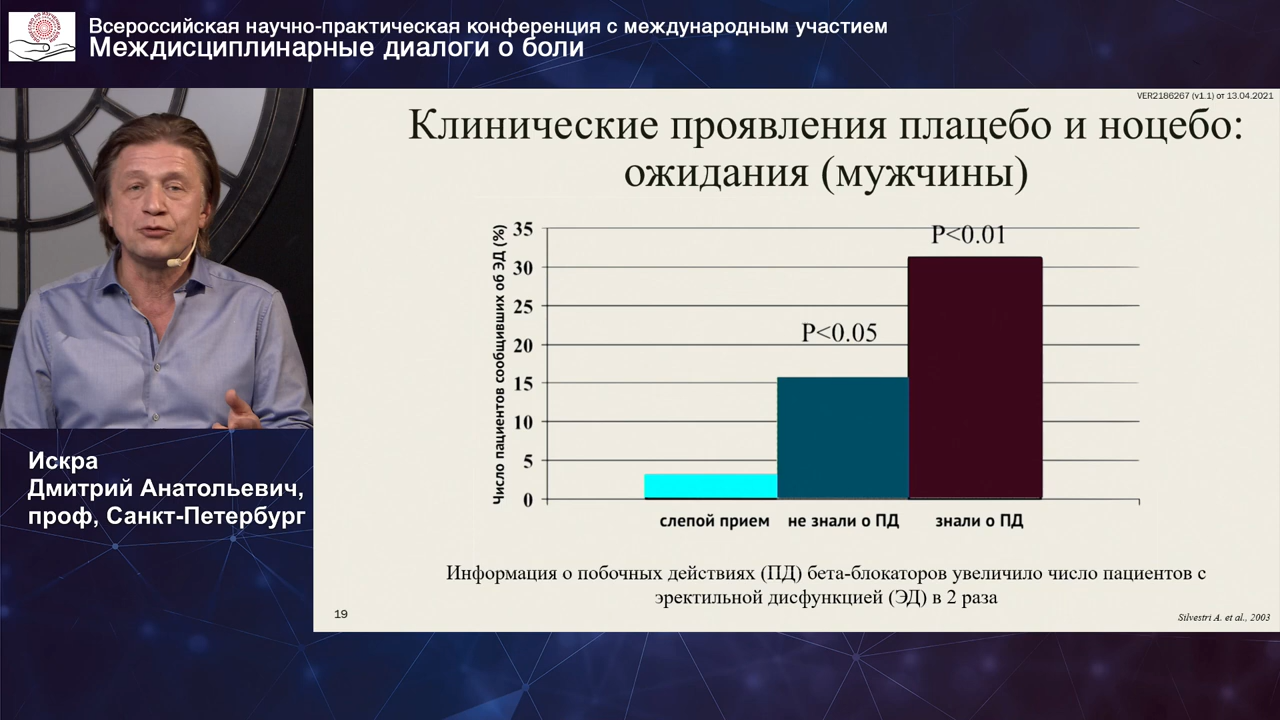 Всероссийская научно-практическая конференция с международным участием
Междисциплинарные диалоги о боли
VER2186267 (v1.1) от 13.04.2021
Клинические проявления плацебо и ноцебо:
ожидания (мужчины)
Число пациентов сообщивших об ЭД (%)
35
30
25
20
15
10
5
0
P<0.05
P<0.01
слепой прием не знали о ПД знали о ПД
Информация о побочных действиях (ПД) бета-блокаторов увеличило число пациентов с
эректильной дисфункцией (ЭД) в 2 раза
19
Silvestri A. et al., 2003
Искра
Дмитрий Анатольевич,
проф, Санкт-Петербург